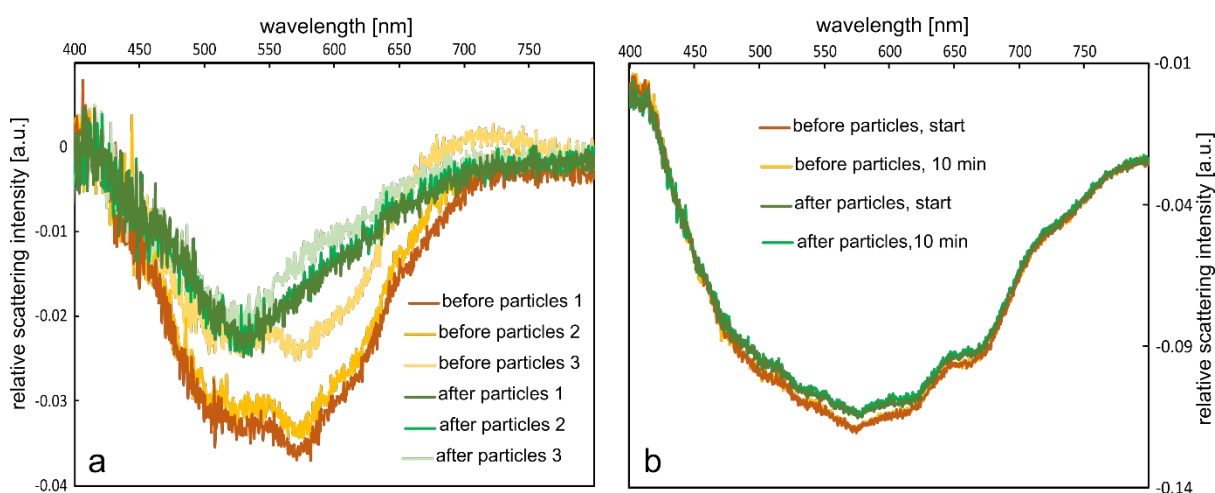 wavelength [nm]
400 450 500 550 600 650 700 750
0
-0.01
-0.02
-0.03
-0.04
relative scattering intensity [a.u.]
before particles 1
before particles 2
before particles 3
after particles 1
after particles 2
after particles 3
a
wavelength [nm]
400 450 500 550 600 650 700 750
-0.01
-0.04
-0.09
-0.14
relative scattering intensity [a.u.]
before particles, start
before particles, 10 min
after particles, start
after particles,10 min
b